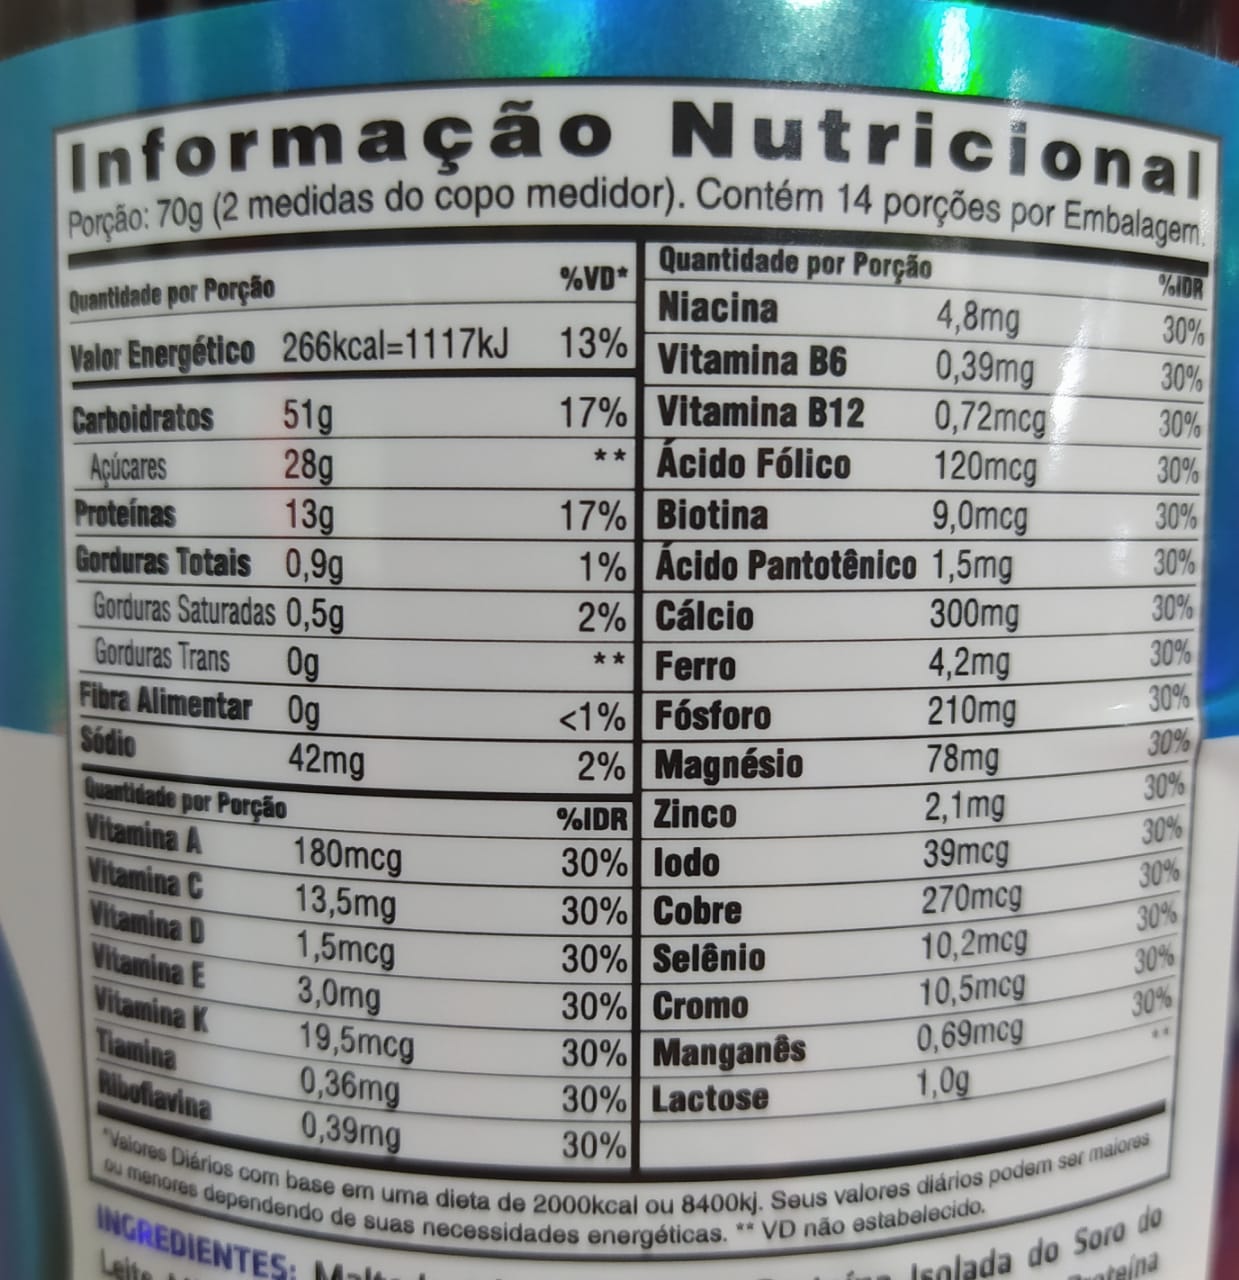 Informação Nutricional
Porção: 70g (2 medidas do copo medidor). Contém 14 porções por Embalagem.
Quantidade por Porção %VD*
Valor Energético 266kcal=1117kJ 13%
Carboidratos 51g 17%
Açúcares 28g **
Proteínas 13g 17%
Gorduras Totais 0,9g 1%
Gorduras Saturadas 0,5g 2%
Gorduras Trans 0g **
Fibra Alimentar 0g <1%
Sódio 42mg 2%
Quantidade por Porção %IDR
Vitamina A 180mcg 30%
Vitamina C 13,5mg 30%
Vitamina D 1,5mcg 30%
Vitamina E 3,0mg 30%
Vitamina K 19,5mcg 30%
Tiamina 0,36mg 30%
Riboflavina 0,39mg 30%
Quantidade por Porção %IDR
Niacina 4,8mg 30%
Vitamina B6 0,39mg 30%
Vitamina B12 0,72mcg 30%
Ácido Fólico 120mcg 30%
Biotina 9,0mcg 30%
Ácido Pantotênico 1,5mg 30%
Cálcio 300mg 30%
Ferro 4,2mg 30%
Fósforo 210mg 30%
Magnésio 78mg 30%
Zinco 2,1mg 30%
Iodo 39mcg 30%
Cobre 270mcg 30%
Selênio 10,2mcg 30%
Cromo 10,5mcg 30%
Manganês 0,69mcg 30%
Lactose 1,0g **
*Valores Diários com base em uma dieta de 2000kcal ou 8400kj. Seus valores diários podem ser maiores
ou menores dependendo de suas necessidades energéticas. ** VD não estabelecido.
INGREDIENTES: Isolada do Soro do
Leite